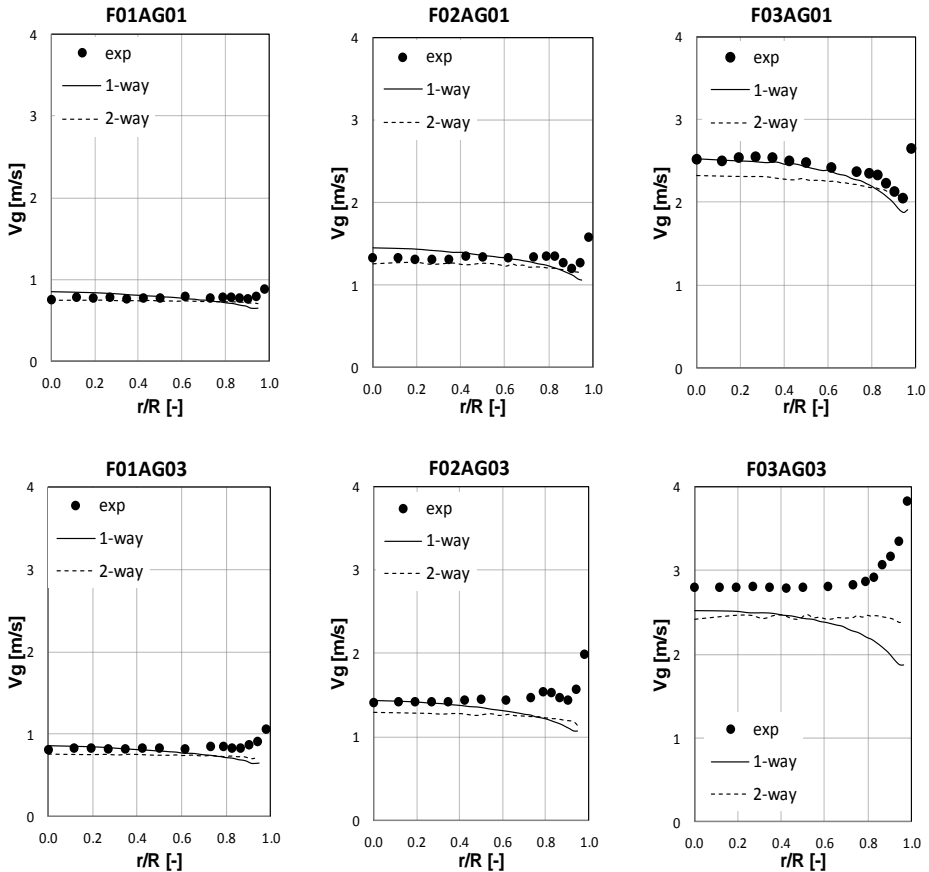 F01AG01
4
3
2
1
0
Vg [m/s]
exp
1-way
2-way
0.0 0.2 0.4 0.6 0.8 1.0
r/R [-]
F02AG01
4
3
2
1
0
Vg [m/s]
exp
1-way
2-way
0.0 0.2 0.4 0.6 0.8 1.0
r/R [-]
F03AG01
4
3
2
1
0
Vg [m/s]
exp
1-way
2-way
0.0 0.2 0.4 0.6 0.8 1.0
r/R [-]
F01AG03
4
3
2
1
0
Vg [m/s]
exp
1-way
2-way
0.0 0.2 0.4 0.6 0.8 1.0
r/R [-]
F02AG03
4
3
2
1
0
Vg [m/s]
exp
1-way
2-way
0.0 0.2 0.4 0.6 0.8 1.0
r/R [-]
F03AG03
4
3
2
1
0
Vg [m/s]
exp
1-way
2-way
0.0 0.2 0.4 0.6 0.8 1.0
r/R [-]